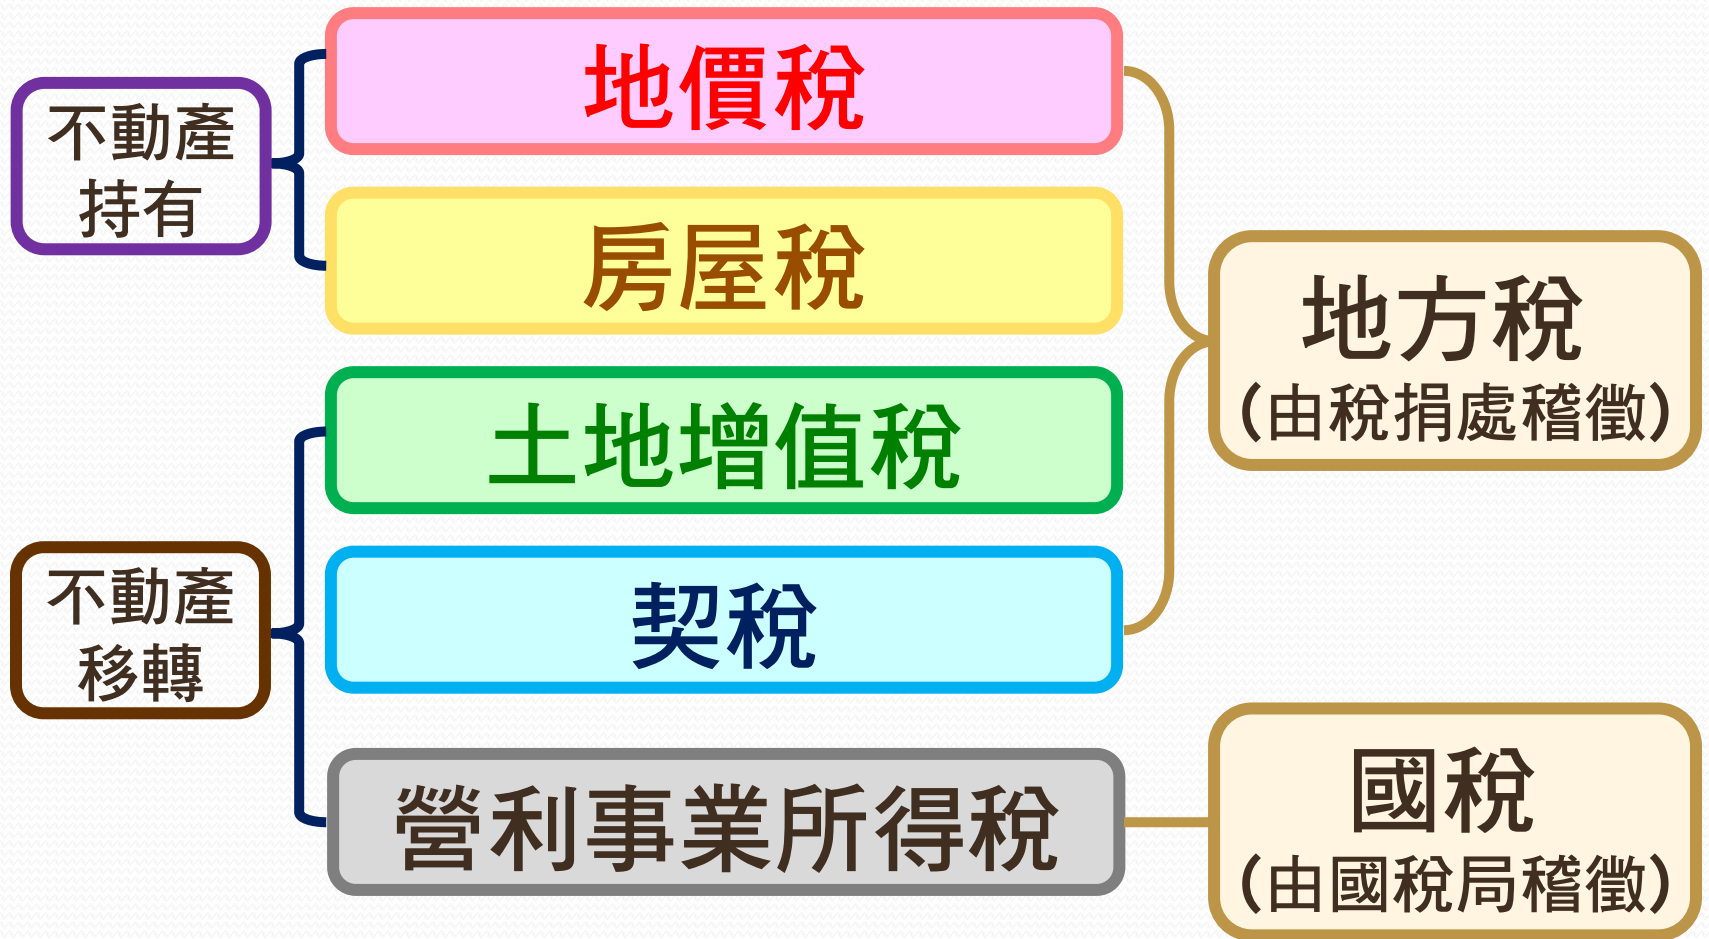 不動產
持有
地價稅
房屋稅
不動產
移轉
土地增值稅
契稅
營利事業所得稅
地方稅
(由稅捐處稽徵)
國稅
(由國稅局稽徵)